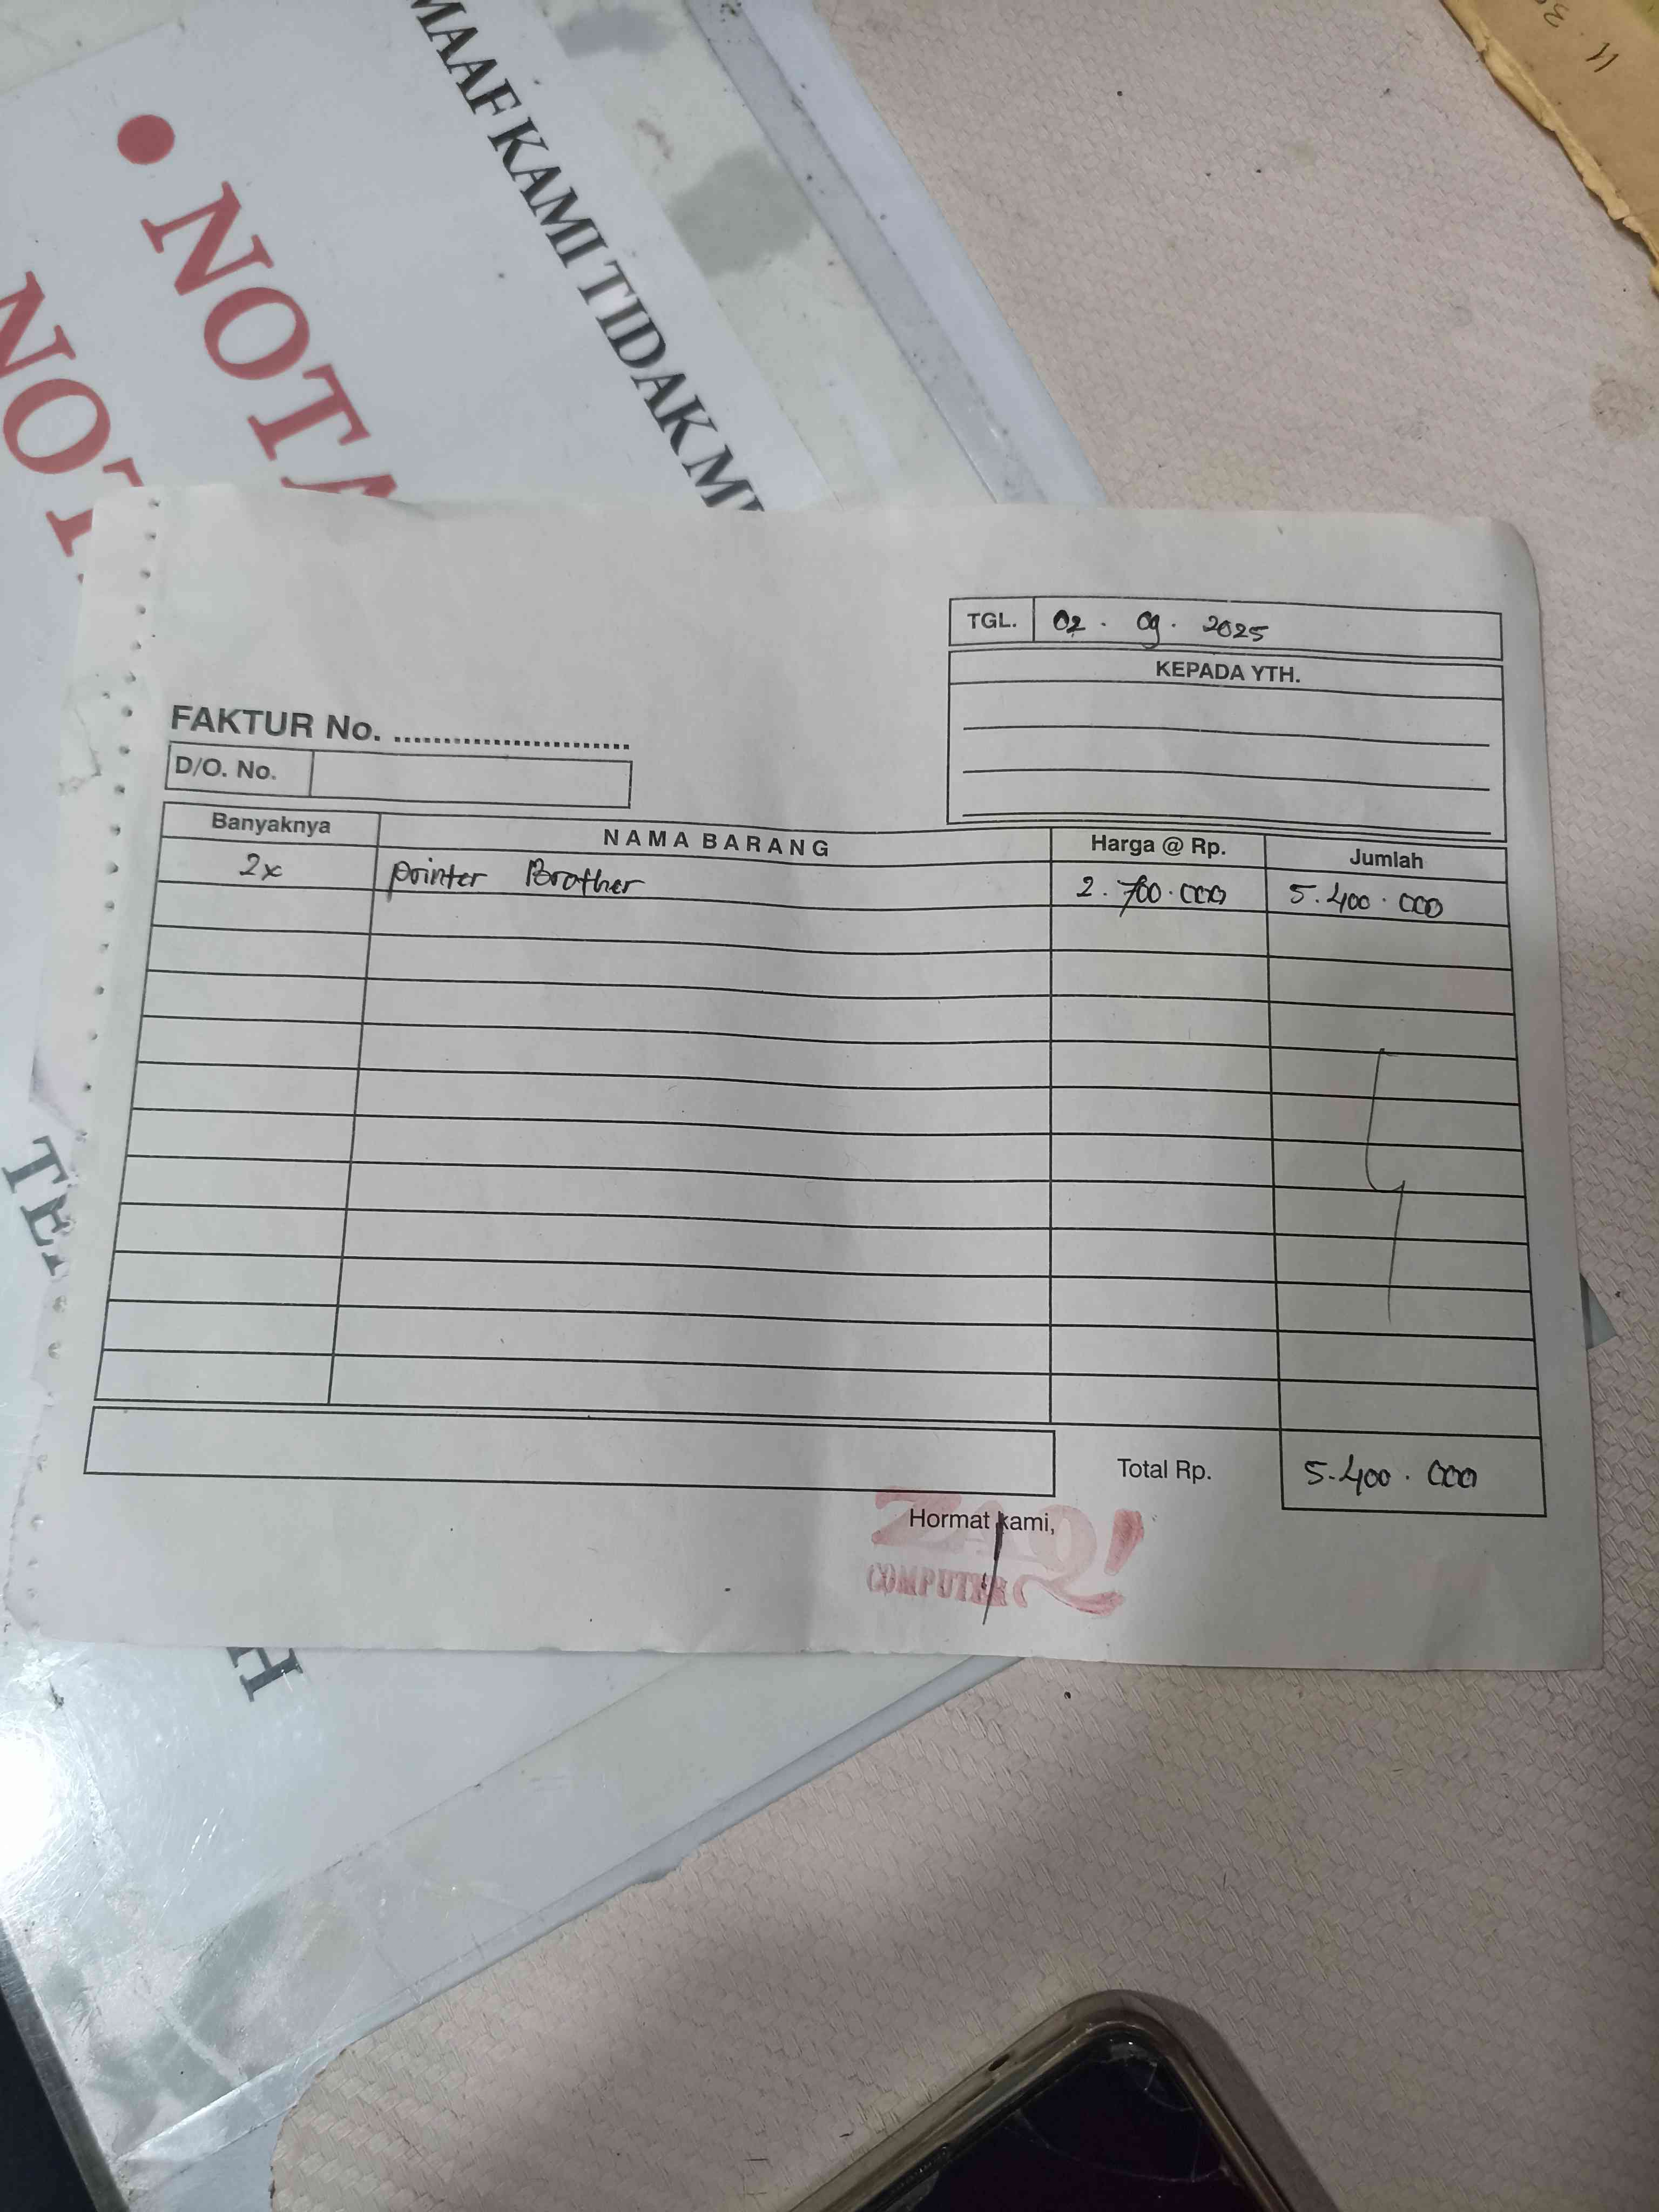 MAAF KAMI TIDAK
• NOTA
TGL. 02 . 09 . 2025
KEPADA YTH.
FAKTUR No. ........................
D/O. No.
Banyaknya NAMA BARANG Harga @ Rp. Jumlah
2x printer Brother 2.700.000 5.400.000
Total Rp. 5.400.000
Hormat kami,
ZAQ!
COMPUTER